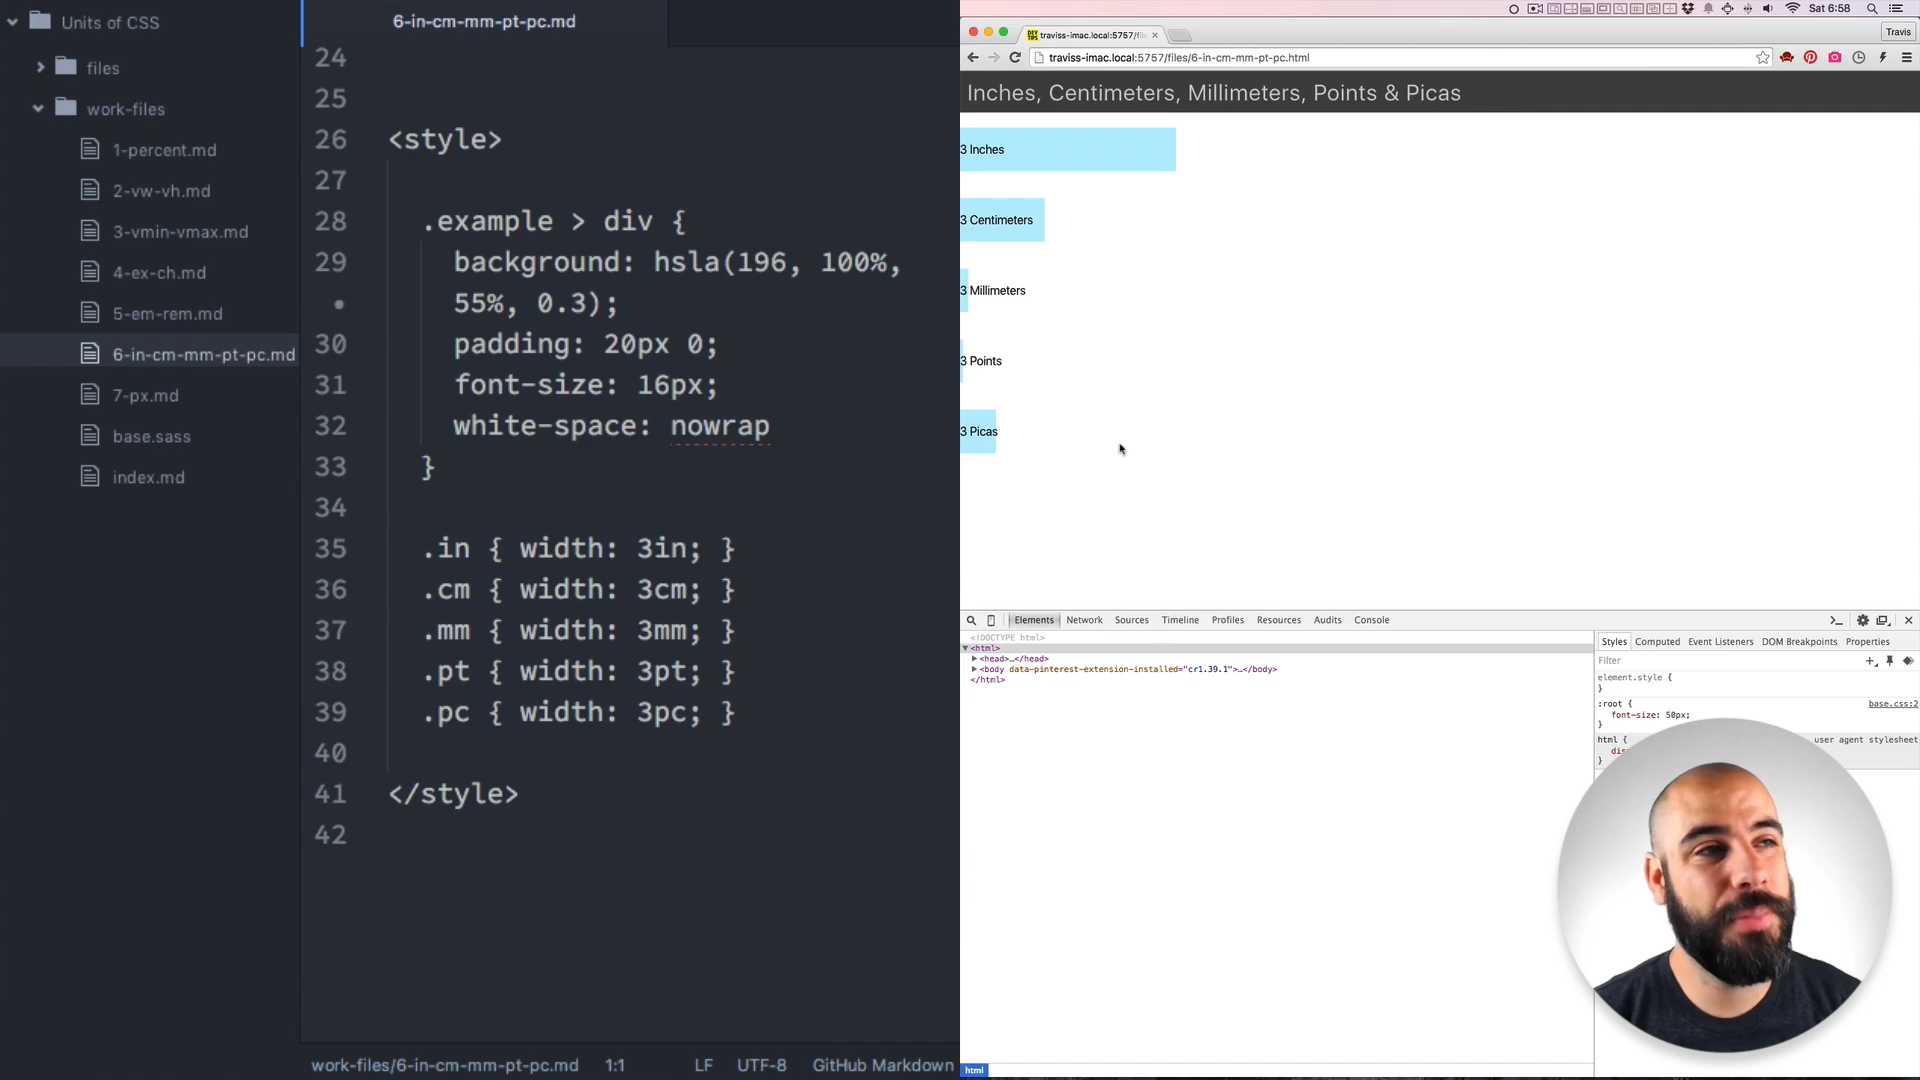 Units of CSS
files
work-files
1-percent.md
2-vw-vh.md
3-vmin-vmax.md
4-ex-ch.md
5-em-rem.md
6-in-cm-mm-pt-pc.md
7-px.md
base.sass
index.md
6-in-cm-mm-pt-pc.md
24
25
26 <style>
27
28 .example > div {
29 background: hsla(196, 100%,
• 55%, 0.3);
30 padding: 20px 0;
31 font-size: 16px;
32 white-space: nowrap
33 }
34
35 .in { width: 3in; }
36 .cm { width: 3cm; }
37 .mm { width: 3mm; }
38 .pt { width: 3pt; }
39 .pc { width: 3pc; }
40
41 </style>
42
work-files/6-in-cm-mm-pt-pc.md 1:1 LF UTF-8 GitHub Markdown
Sat 6:58
DEV TIPS traviss-imac.local:5757/fil
Travis
traviss-imac.local:5757/files/6-in-cm-mm-pt-pc.html
Inches, Centimeters, Millimeters, Points & Picas
3 Inches
3 Centimeters
3 Millimeters
3 Points
3 Picas
Elements Network Sources Timeline Profiles Resources Audits Console
<!DOCTYPE html>
<html>
<head>…</head>
<body data-pinterest-extension-installed="cr1.39.1">…</body>
</html>
html
Styles Computed Event Listeners DOM Breakpoints Properties
Filter
element.style {
}
:root { base.css:2
font-size: 50px;
}
html { user agent stylesheet
dis
}